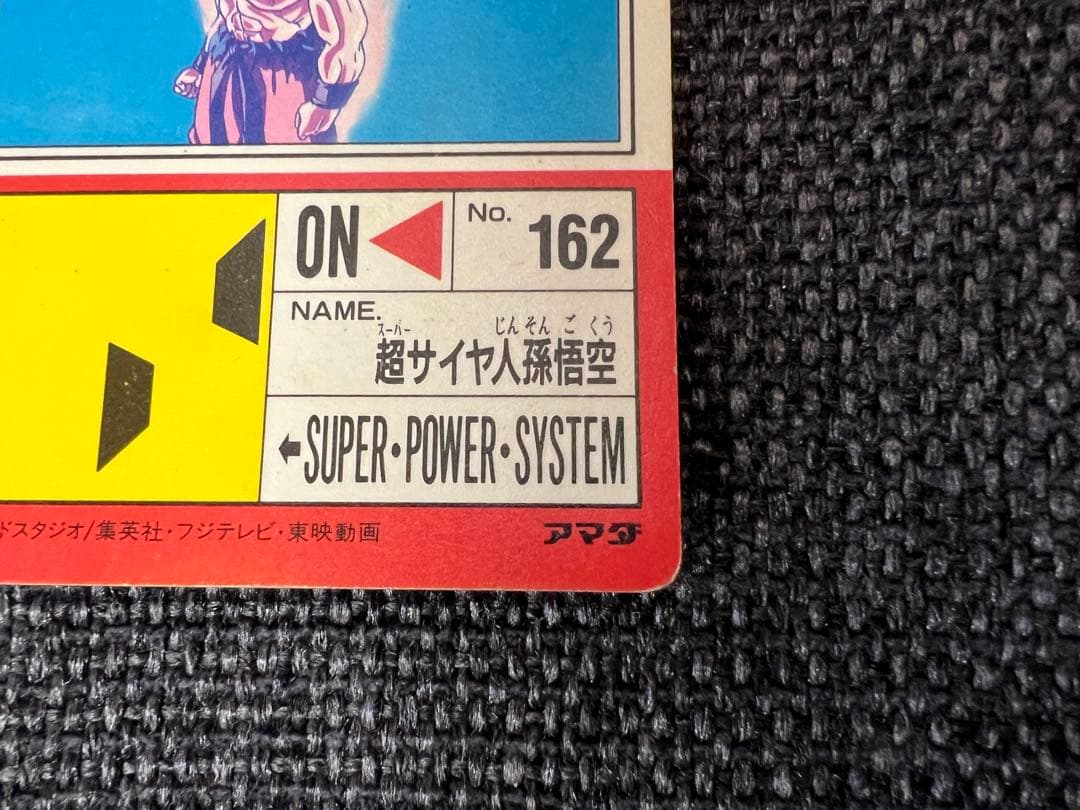 ON
No. 162
NAME.
スーパー じんそんごくう
超サイヤ人孫悟空
SUPER・POWER・SYSTEM
ドスタジオ/集英社・フジテレビ・東映動画
アマダ